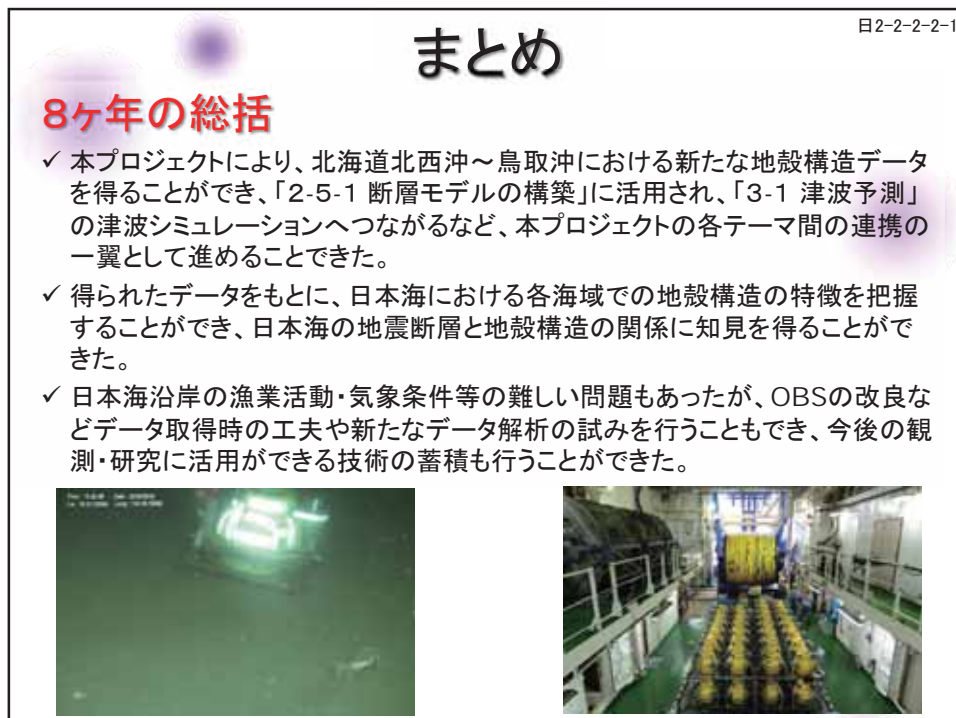 日2-2-2-2-1
まとめ
8ヶ年の総括
✓ 本プロジェクトにより、北海道北西沖～鳥取沖における新たな地殻構造データ
を得ることができ、「2-5-1 断層モデルの構築」に活用され、「3-1 津波予測」
の津波シミュレーションへつながるなど、本プロジェクトの各テーマ間の連携の
一翼として進めることできた。
✓ 得られたデータをもとに、日本海における各海域での地殻構造の特徴を把握
することができ、日本海の地震断層と地殻構造の関係に知見を得ることがで
きた。
✓ 日本海沿岸の漁業活動・気象条件等の難しい問題もあったが、OBSの改良な
どデータ取得時の工夫や新たなデータ解析の試みを行うこともでき、今後の観
測・研究に活用ができる技術の蓄積も行うことができた。